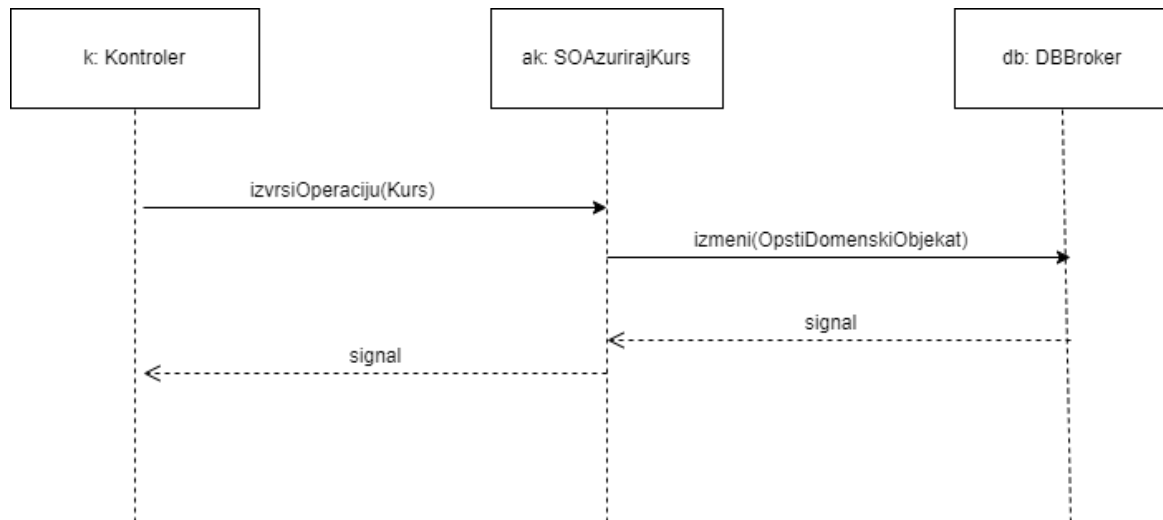 k: Kontroler
ak: SOAzurirajKurs
db: DBBroker
izvrsiOperaciju(Kurs)
izmeni(OpstiDomenskiObjekat)
signal
signal